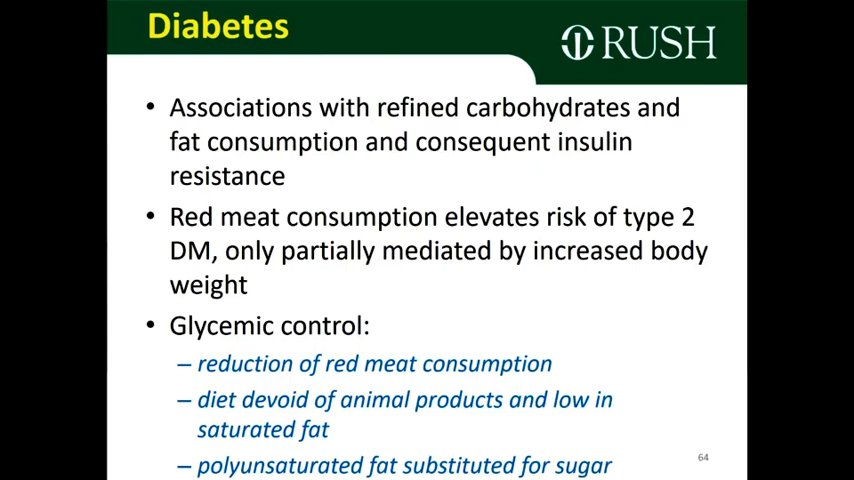 Diabetes
RUSH
• Associations with refined carbohydrates and
fat consumption and consequent insulin
resistance
• Red meat consumption elevates risk of type 2
DM, only partially mediated by increased body
weight
• Glycemic control:
– reduction of red meat consumption
– diet devoid of animal products and low in
saturated fat
– polyunsaturated fat substituted for sugar
64